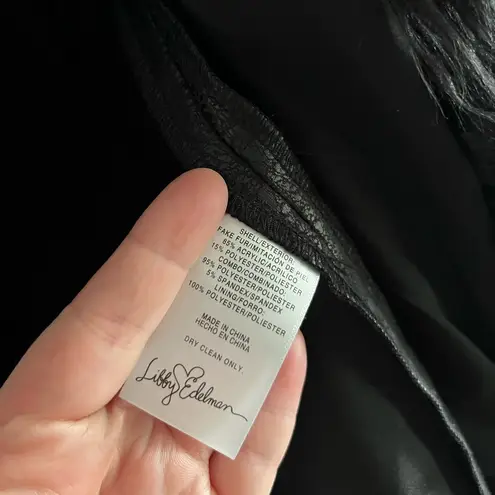 SHELL/EXTERIOR
FAKE FUR/IMITACIÓN DE PIEL
85% ACRYLIC/ACRÍLICO
15% POLYESTER/POLIESTER
COMBO/COMBINADO:
95% POLYESTER/POLIESTER
5% SPANDEX/SPANDEX
LINING/FORRO:
100% POLYESTER/POLIESTER
MADE IN CHINA
HECHO EN CHINA
DRY CLEAN ONLY.
Libby Edelman